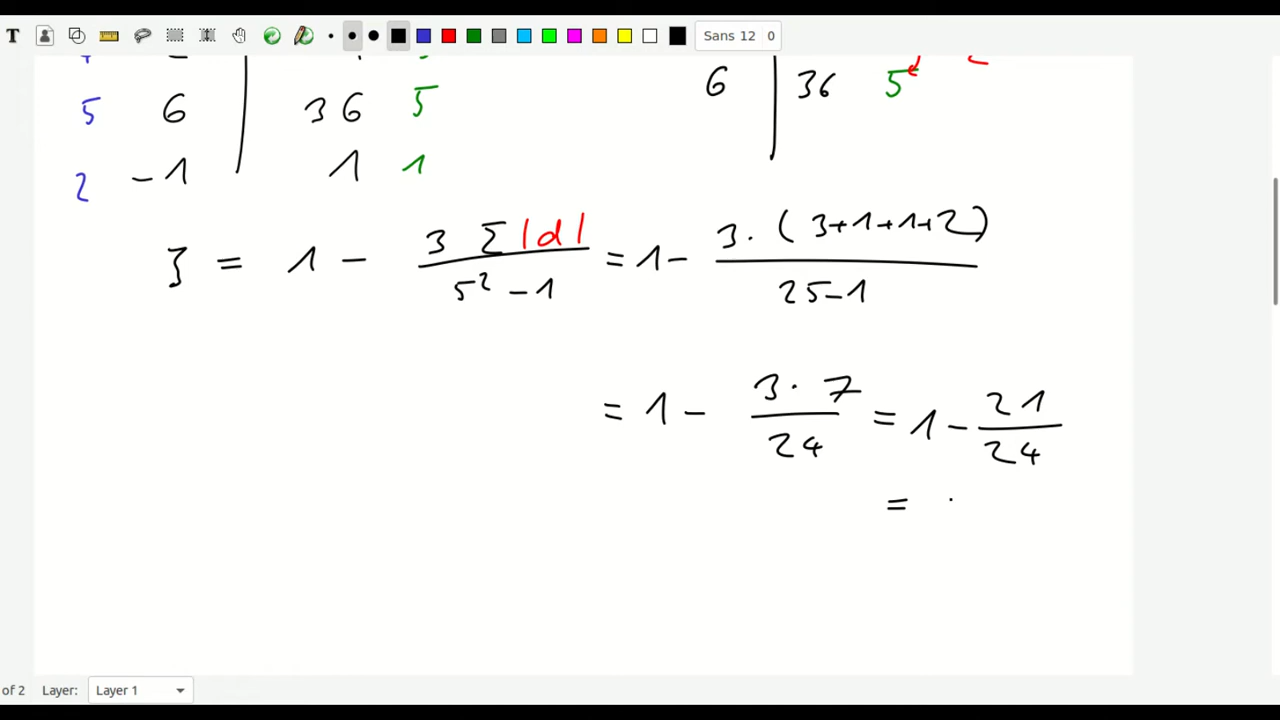 T Sans 12 0
6 36 5
5 6 36 5
2 -1 1 1
ξ = 1 - 3 Σ|d| / 5² - 1 = 1 - 3 · (3+1+1+2) / 25-1
= 1 - 3 · 7 / 24 = 1 - 21 / 24
=
of 2 Layer: Layer 1